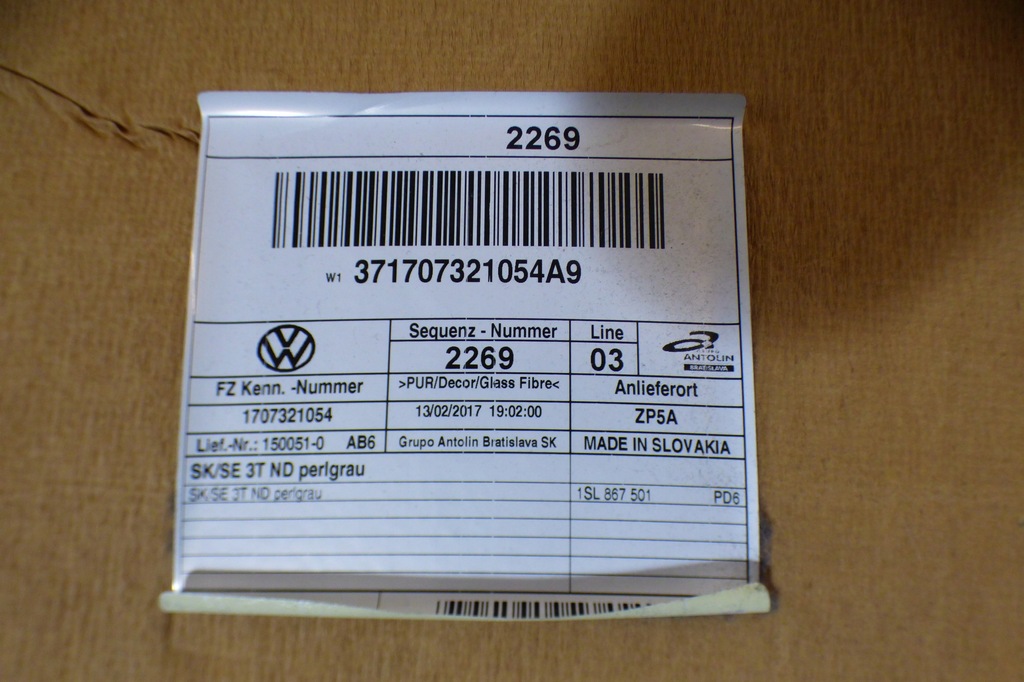 2269
W1 371707321054A9
Sequenz - Nummer Line
2269 03
ANTOLIN
BRATISLAVA
FZ Kenn. -Nummer >PUR/Decor/Glass Fibre< Anlieferort
1707321054 13/02/2017 19:02:00 ZP5A
Lief.-Nr.: 150051-0 AB6 Grupo Antolin Bratislava SK MADE IN SLOVAKIA
SK/SE 3T ND perlgrau
SK/SE 3T ND perlgrau 1SL 867 501 PD6